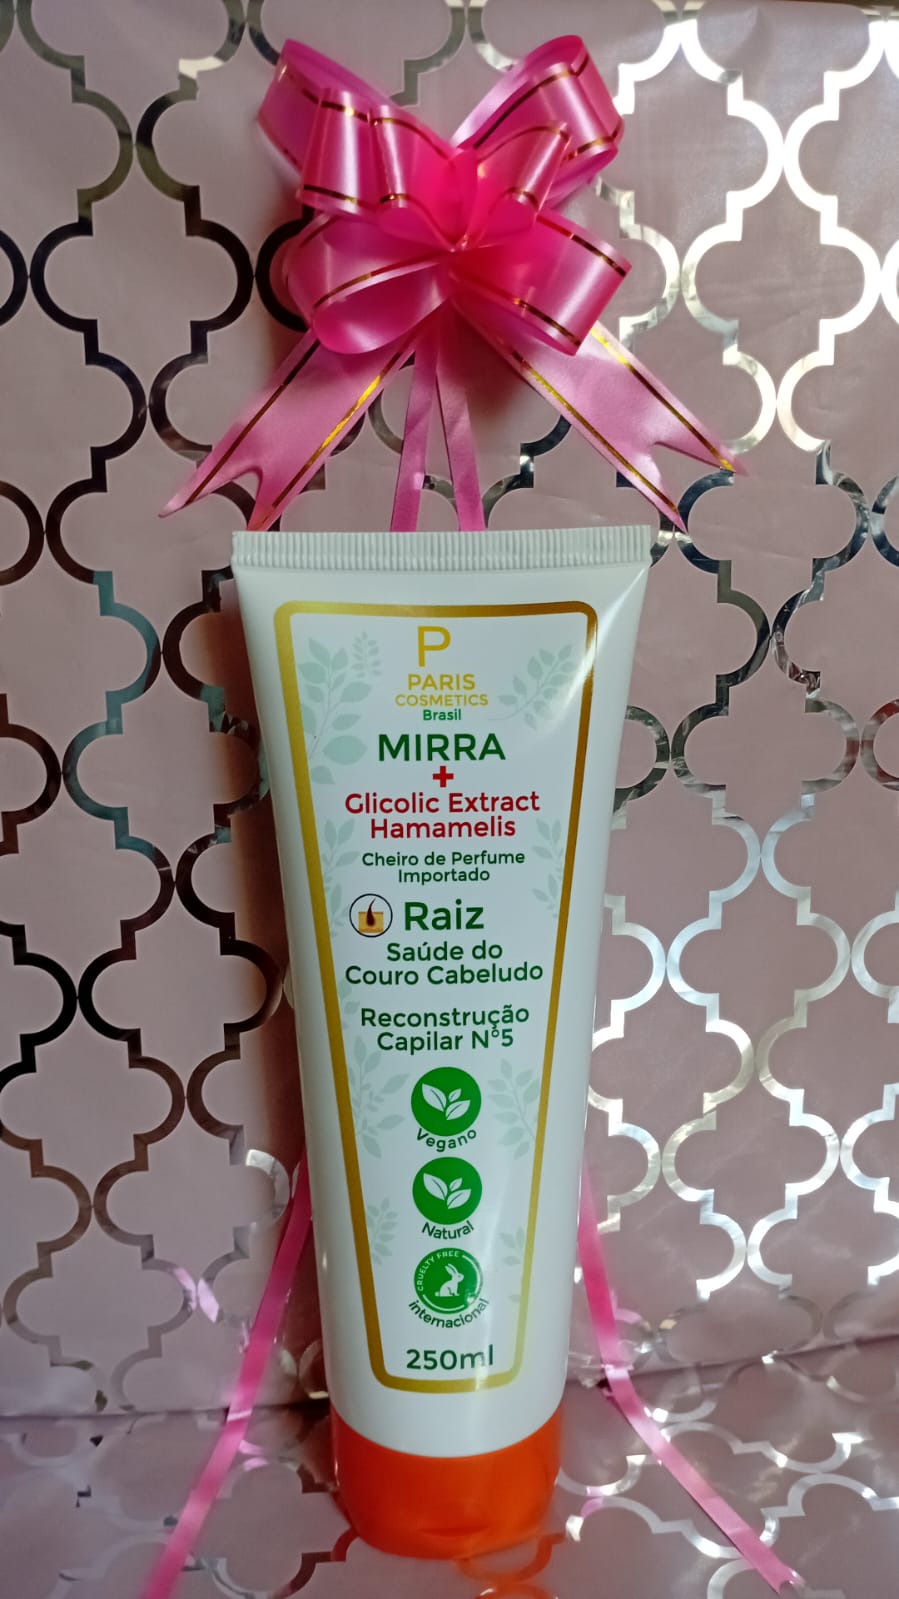 P
PARIS
COSMETICS
Brasil
MIRRA
+
Glicolic Extract
Hamamelis
Cheiro de Perfume
Importado
Raiz
Saúde do
Couro Cabeludo
Reconstrução
Capilar N°5
Vegano
Natural
CRUELTY FREE
internacional
250ml